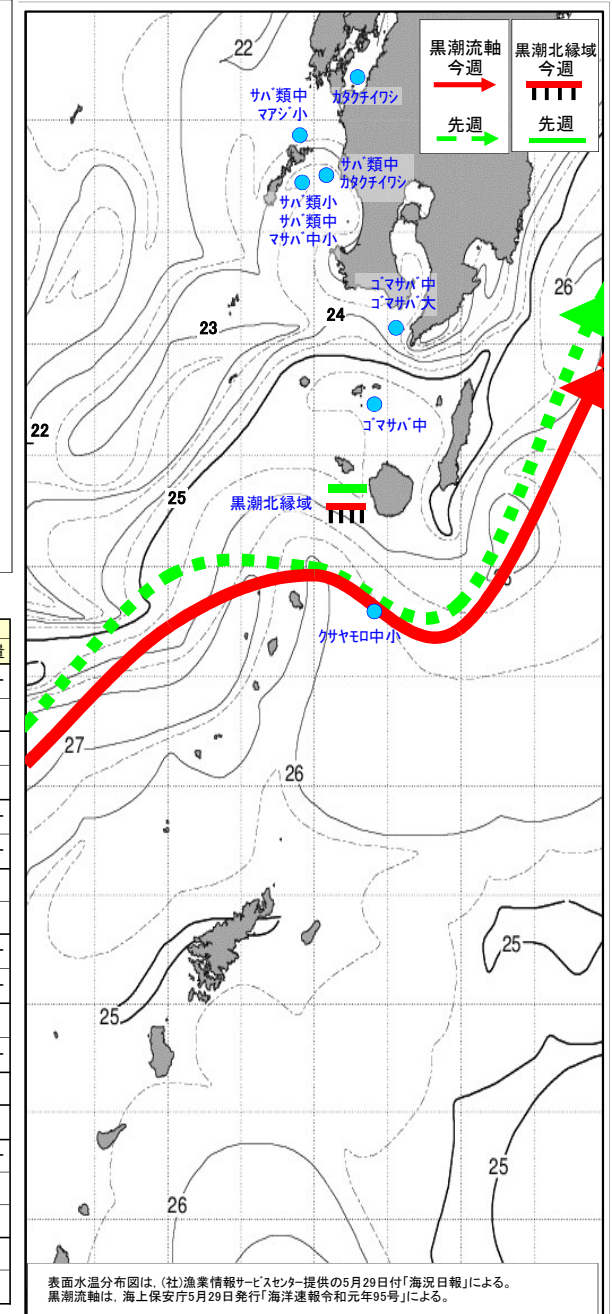 黒潮流軸
今週
先週
黒潮北縁域
今週
先週
22
ｶﾀｸﾁｲﾜｼ
サバ類中
マアジ小
サバ類中
ｶﾀｸﾁｲﾜｼ
サバ類小
サバ類中
マサバ中小
ｺﾞﾏｻﾊﾞ中
ｺﾞﾏｻﾊﾞ大
26
24
23
ｺﾞﾏｻﾊﾞ中
22
25
黒潮北縁域
ｸｻﾔﾓﾛ中小
27
26
25
25
25
26
表面水温分布図は，(社)漁業情報サービスセンター提供の5月29日付「海況日報」による。
黒潮流軸は，海上保安庁5月29日発行「海洋速報令和元年95号」による。